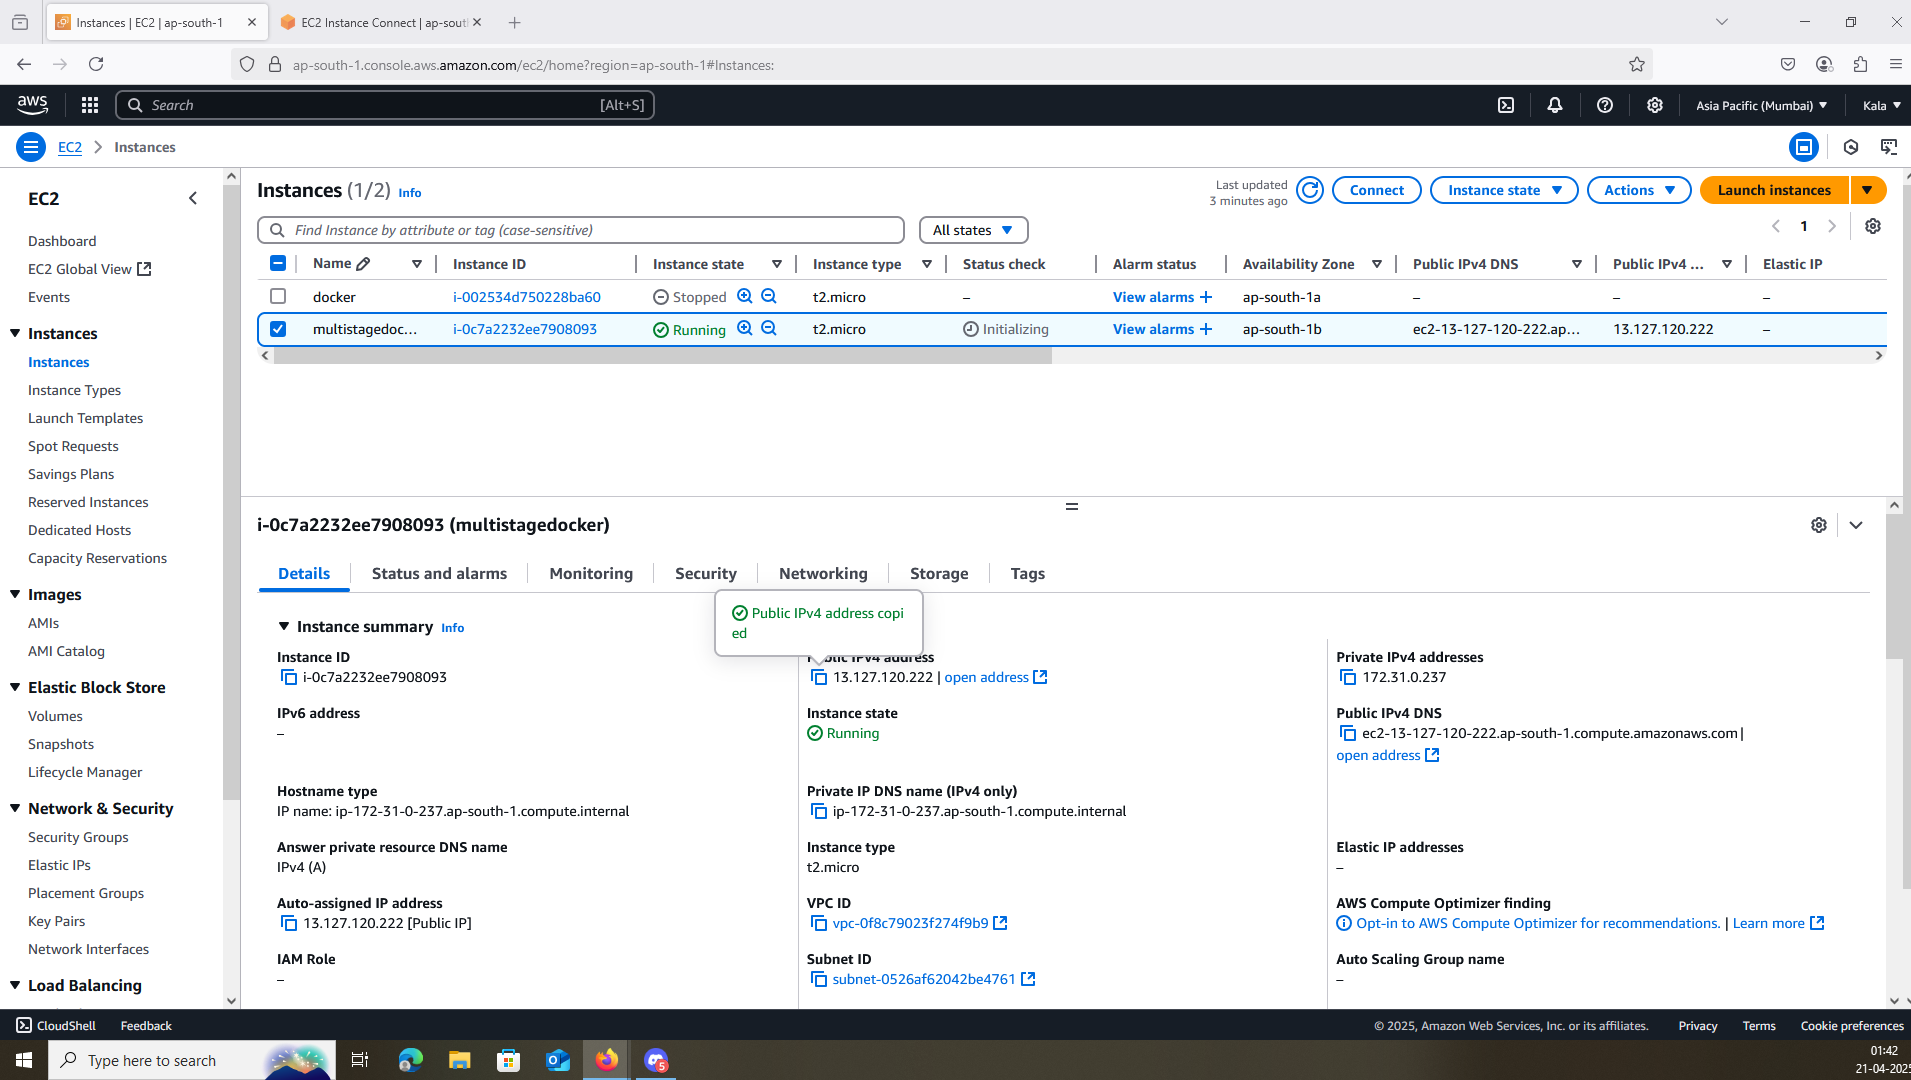 Instances | EC2 | ap-south-1
EC2 Instance Connect | ap-sout
ap-south-1.console.aws.amazon.com/ec2/home?region=ap-south-1#Instances:
aws
Search
[Alt+S]
Asia Pacific (Mumbai)
Kala
EC2
Instances
EC2
Dashboard
EC2 Global View
Events
Instances
Instances
Instance Types
Launch Templates
Spot Requests
Savings Plans
Reserved Instances
Dedicated Hosts
Capacity Reservations
Images
AMIs
AMI Catalog
Elastic Block Store
Volumes
Snapshots
Lifecycle Manager
Network & Security
Security Groups
Elastic IPs
Placement Groups
Key Pairs
Network Interfaces
Load Balancing
Instances (1/2) Info
Last updated
3 minutes ago
Connect
Instance state
Actions
Launch instances
Find Instance by attribute or tag (case-sensitive)
All states
1
Name Instance ID Instance state Instance type Status check Alarm status Availability Zone Public IPv4 DNS Public IPv4 ... Elastic IP
docker i-002534d750228ba60 Stopped t2.micro – View alarms + ap-south-1a – – –
multistagedoc... i-0c7a2232ee7908093 Running t2.micro Initializing View alarms + ap-south-1b ec2-13-127-120-222.ap... 13.127.120.222 –
i-0c7a2232ee7908093 (multistagedocker)
Details Status and alarms Monitoring Security Networking Storage Tags
Public IPv4 address copi
ed
Instance summary Info
Instance ID
i-0c7a2232ee7908093
Public IPv4 address
13.127.120.222 | open address
Private IPv4 addresses
172.31.0.237
IPv6 address
–
Instance state
Running
Public IPv4 DNS
ec2-13-127-120-222.ap-south-1.compute.amazonaws.com |
open address
Hostname type
IP name: ip-172-31-0-237.ap-south-1.compute.internal
Private IP DNS name (IPv4 only)
ip-172-31-0-237.ap-south-1.compute.internal
Answer private resource DNS name
IPv4 (A)
Instance type
t2.micro
Elastic IP addresses
–
Auto-assigned IP address
13.127.120.222 [Public IP]
VPC ID
vpc-0f8c79023f274f9b9
AWS Compute Optimizer finding
Opt-in to AWS Compute Optimizer for recommendations. | Learn more
IAM Role
–
Subnet ID
subnet-0526af62042be4761
Auto Scaling Group name
–
CloudShell
Feedback
© 2025, Amazon Web Services, Inc. or its affiliates.
Privacy
Terms
Cookie preferences
Type here to search
5
01:42
21-04-2025